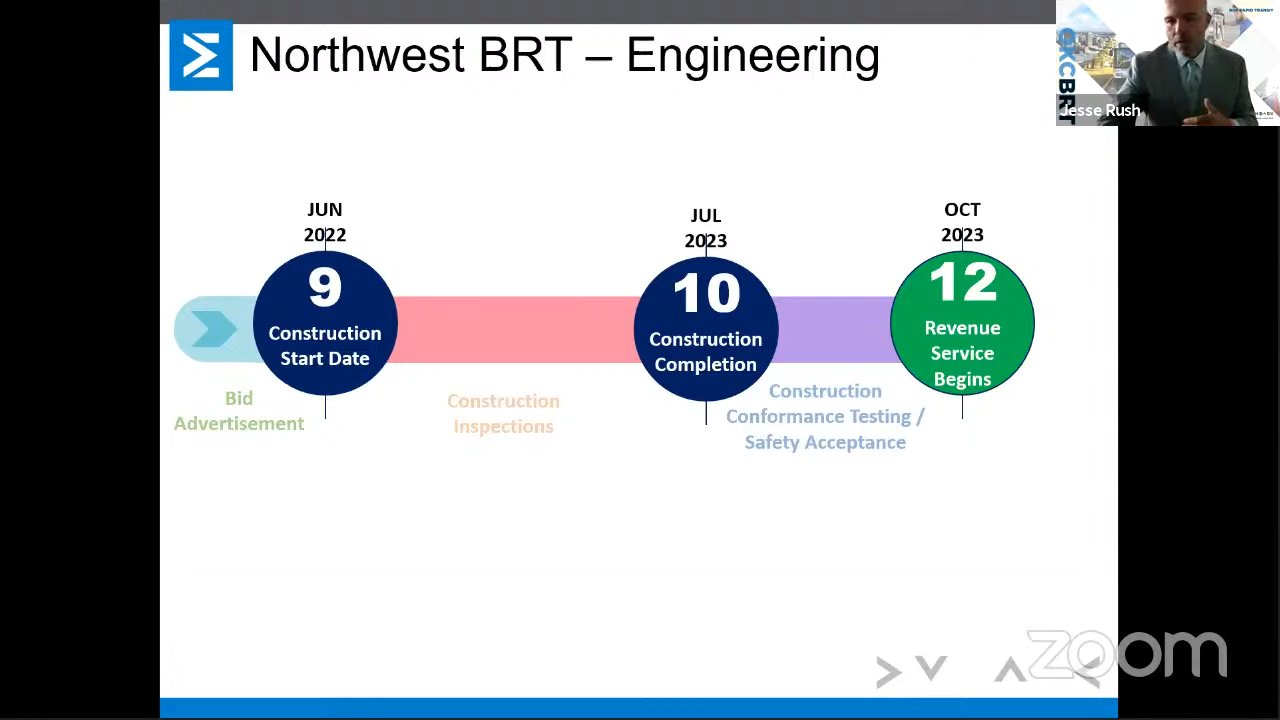 Northwest BRT – Engineering
OKCBRT
Jesse Rush
JUN
2022
9
Construction
Start Date
JUL
2023
10
Construction
Completion
OCT
2023
12
Revenue
Service
Begins
Bid
Advertisement
Construction
Inspections
Construction
Conformance Testing /
Safety Acceptance
zoom